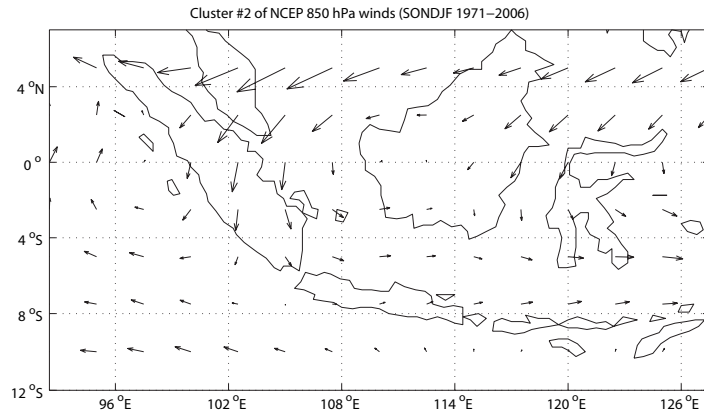 Cluster #2 of NCEP 850 hPa winds (SONDJF 1971−2006)
4 °N
0 °
4 °S
8 °S
12 °S
96 °E
102 °E
108 °E
114 °E
120 °E
126 °E